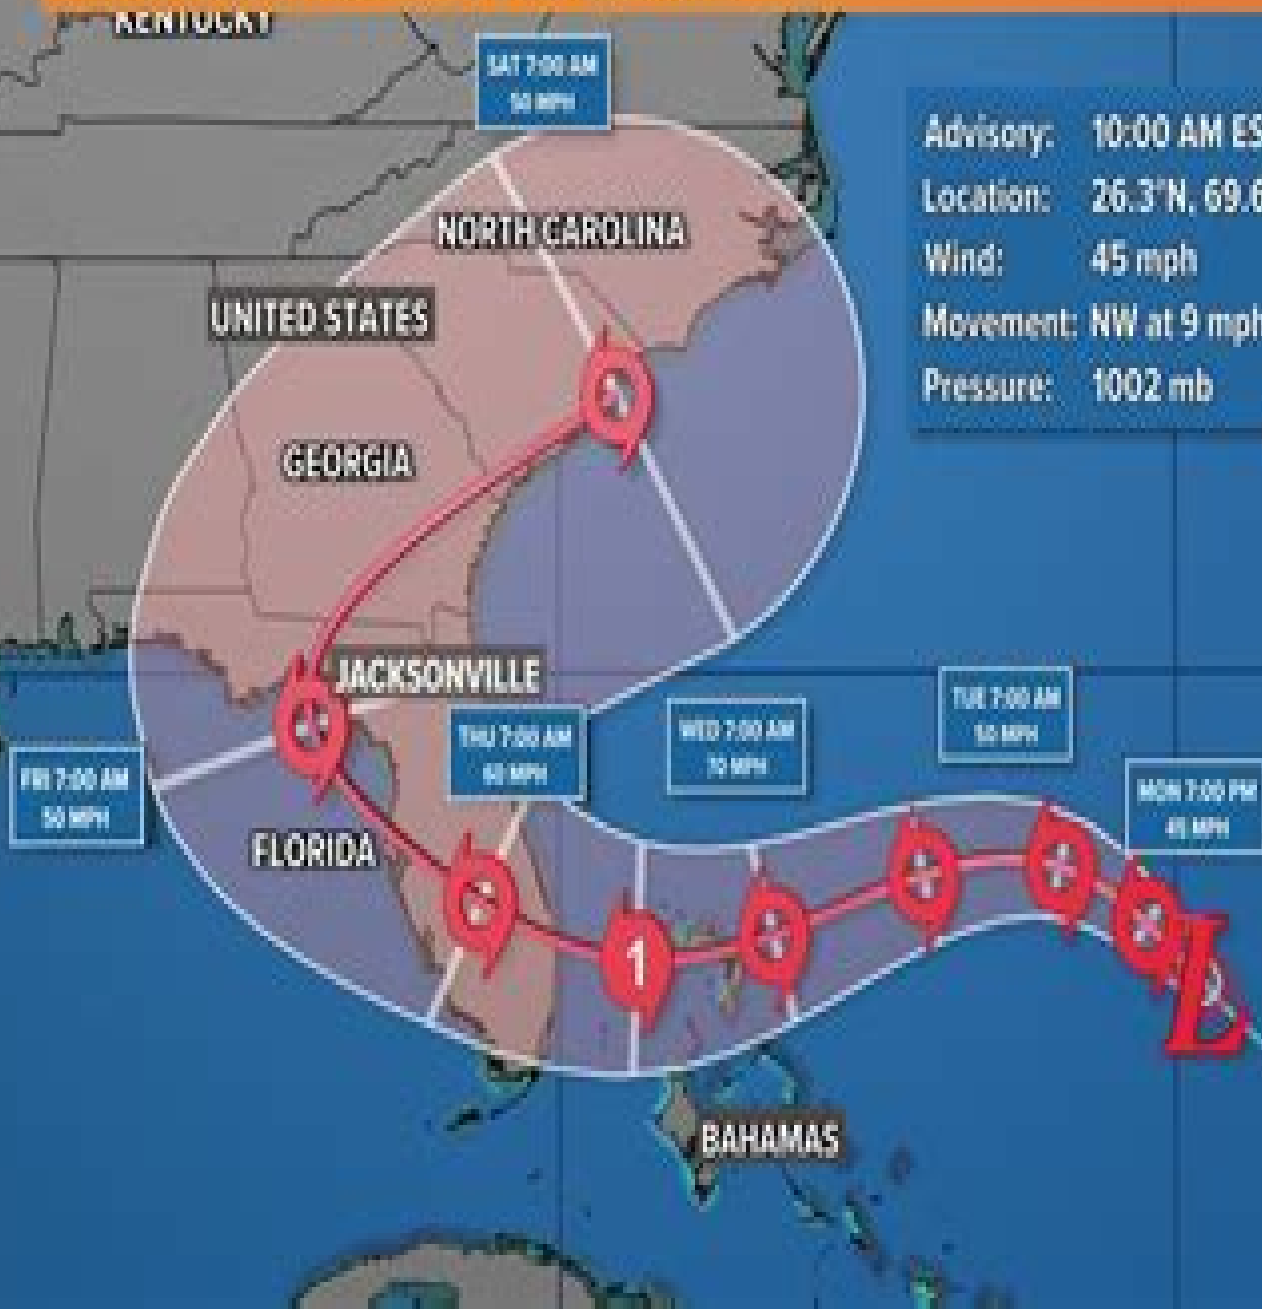 KENTUCKY
SAT 7:00 AM
50 MPH
Advisory: 10:00 AM ES
Location: 26.3°N, 69.6
Wind: 45 mph
Movement: NW at 9 mph
Pressure: 1002 mb
NORTH CAROLINA
UNITED STATES
GEORGIA
JACKSONVILLE
TUE 7:00 AM
50 MPH
WED 7:00 AM
70 MPH
THU 7:00 AM
60 MPH
FRI 7:00 AM
50 MPH
MON 7:00 PM
45 MPH
FLORIDA
1
L
BAHAMAS